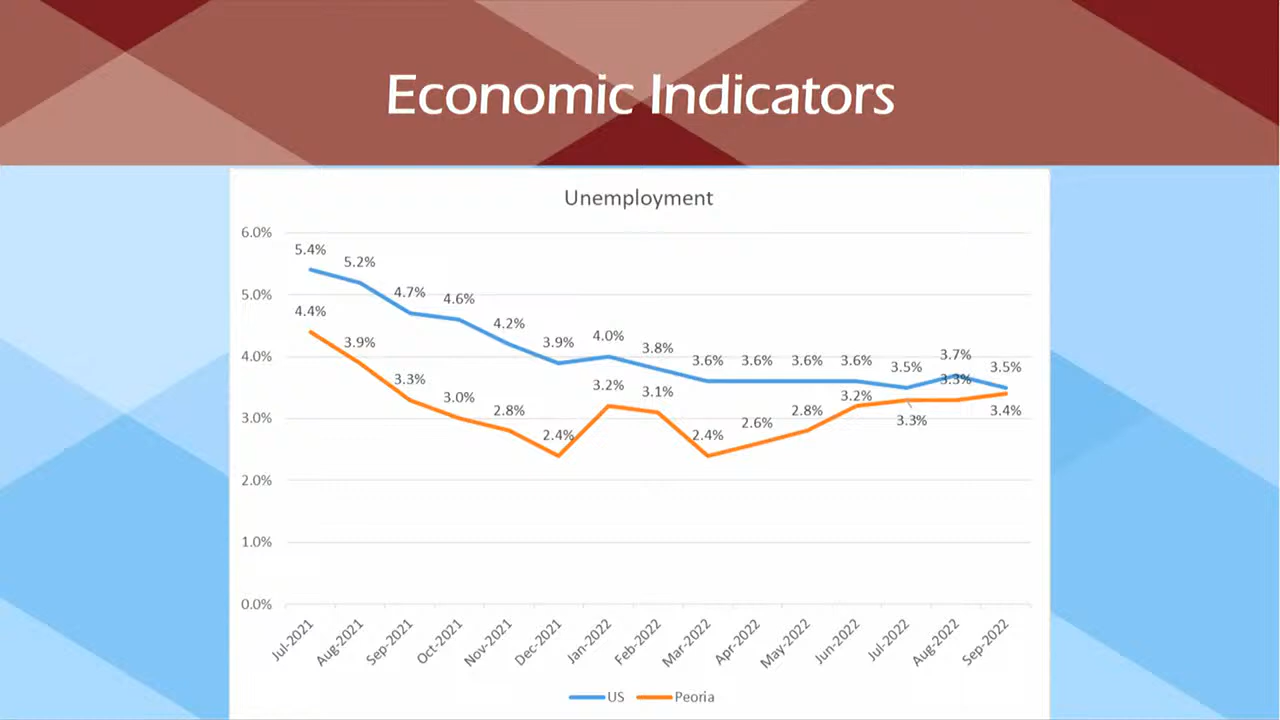 Economic Indicators
Unemployment
6.0%
5.0%
4.0%
3.0%
2.0%
1.0%
0.0%
5.4%
5.2%
4.7%
4.6%
4.2%
3.9%
4.0%
3.8%
3.6%
3.6%
3.6%
3.6%
3.5%
3.7%
3.5%
4.4%
3.9%
3.3%
3.0%
2.8%
2.4%
3.2%
3.1%
2.4%
2.6%
2.8%
3.2%
3.3%
3.3%
3.4%
Jul-2021
Aug-2021
Sep-2021
Oct-2021
Nov-2021
Dec-2021
Jan-2022
Feb-2022
Mar-2022
Apr-2022
May-2022
Jun-2022
Jul-2022
Aug-2022
Sep-2022
US
Peoria